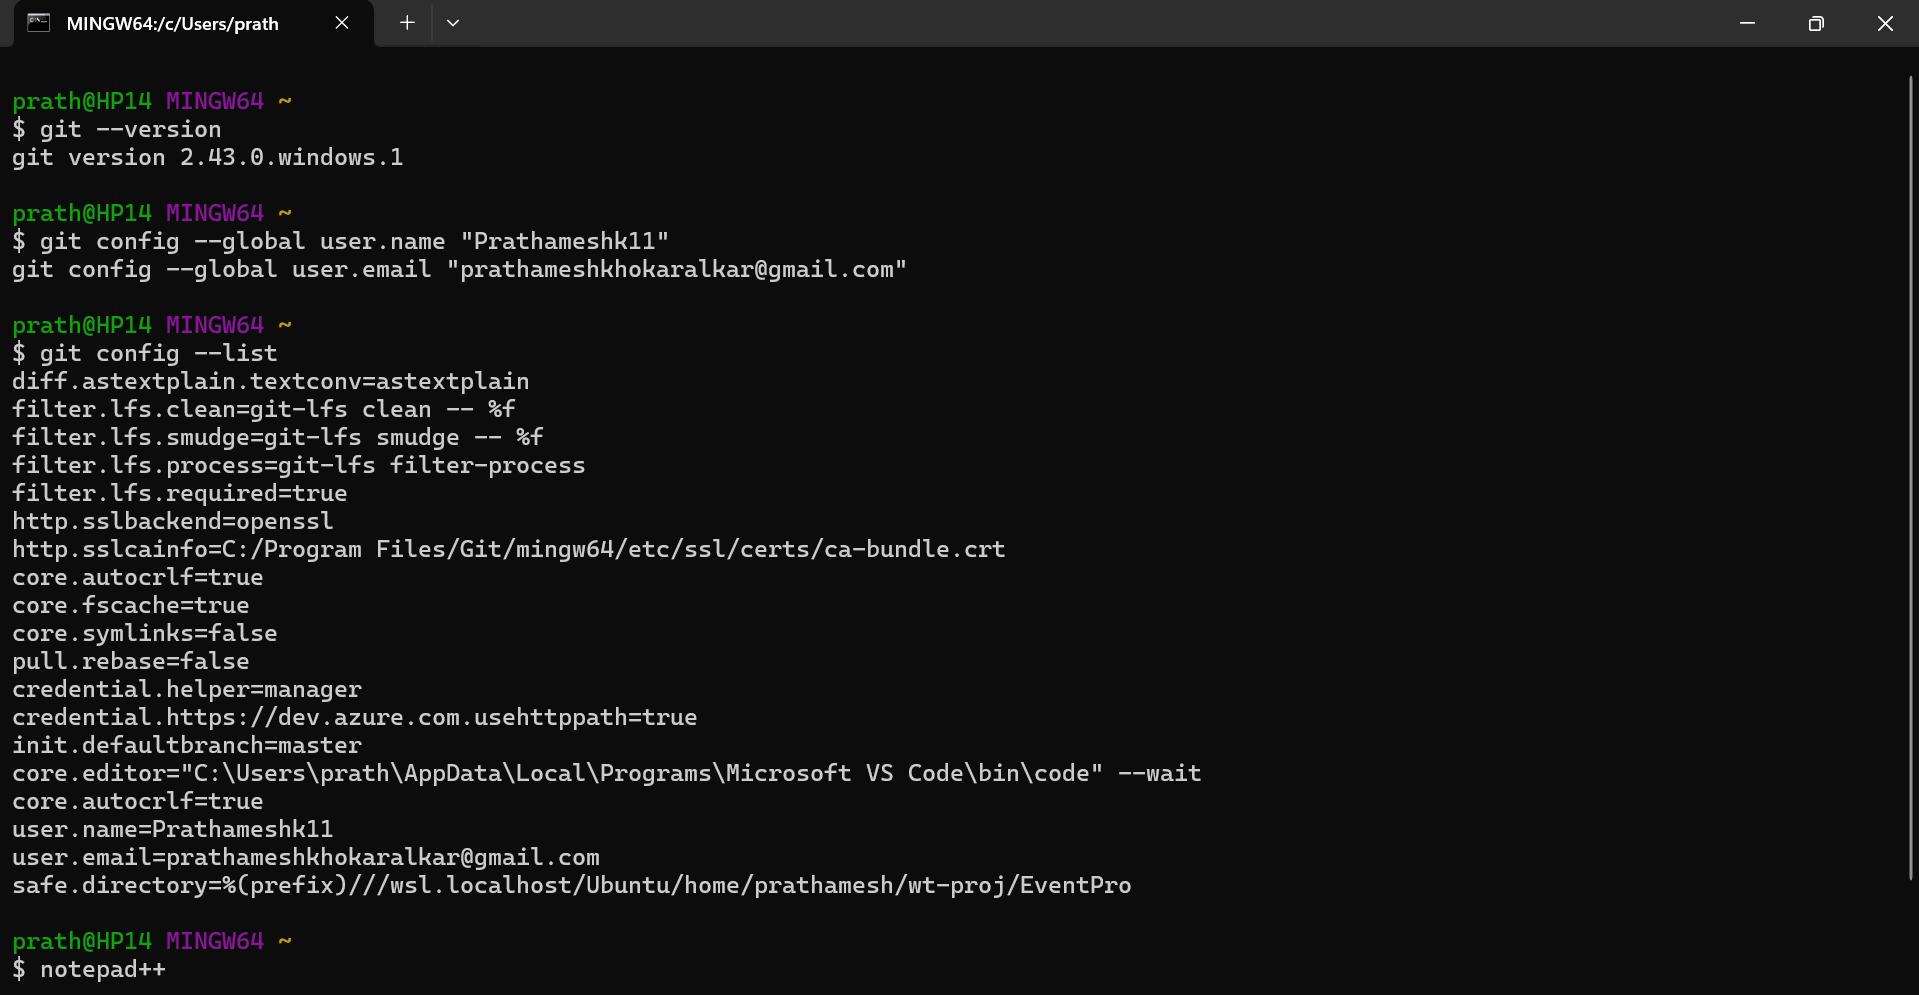 MINGW64:/c/Users/prath
prath@HP14 MINGW64 ~
$ git --version
git version 2.43.0.windows.1
prath@HP14 MINGW64 ~
$ git config --global user.name "Prathameshk11"
git config --global user.email "prathameshkhokaralkar@gmail.com"
prath@HP14 MINGW64 ~
$ git config --list
diff.astextplain.textconv=astextplain
filter.lfs.clean=git-lfs clean -- %f
filter.lfs.smudge=git-lfs smudge -- %f
filter.lfs.process=git-lfs filter-process
filter.lfs.required=true
http.sslbackend=openssl
http.sslcainfo=C:/Program Files/Git/mingw64/etc/ssl/certs/ca-bundle.crt
core.autocrlf=true
core.fscache=true
core.symlinks=false
pull.rebase=false
credential.helper=manager
credential.https://dev.azure.com.usehttppath=true
init.defaultbranch=master
core.editor="C:\Users\prath\AppData\Local\Programs\Microsoft VS Code\bin\code" --wait
core.autocrlf=true
user.name=Prathameshk11
user.email=prathameshkhokaralkar@gmail.com
safe.directory=%(prefix)///wsl.localhost/Ubuntu/home/prathamesh/wt-proj/EventPro
prath@HP14 MINGW64 ~
$ notepad++